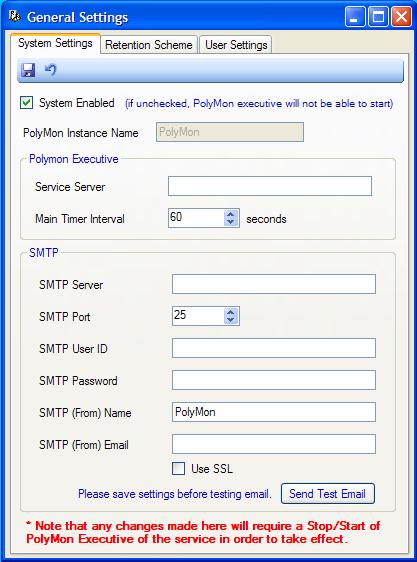 General Settings
System Settings Retention Scheme User Settings
System Enabled (if unchecked, PolyMon executive will not be able to start)
PolyMon Instance Name PolyMon
Polymon Executive
Service Server
Main Timer Interval 60 seconds
SMTP
SMTP Server
SMTP Port 25
SMTP User ID
SMTP Password
SMTP (From) Name PolyMon
SMTP (From) Email
Use SSL
Please save settings before testing email. Send Test Email
* Note that any changes made here will require a Stop/Start of
PolyMon Executive of the service in order to take effect.